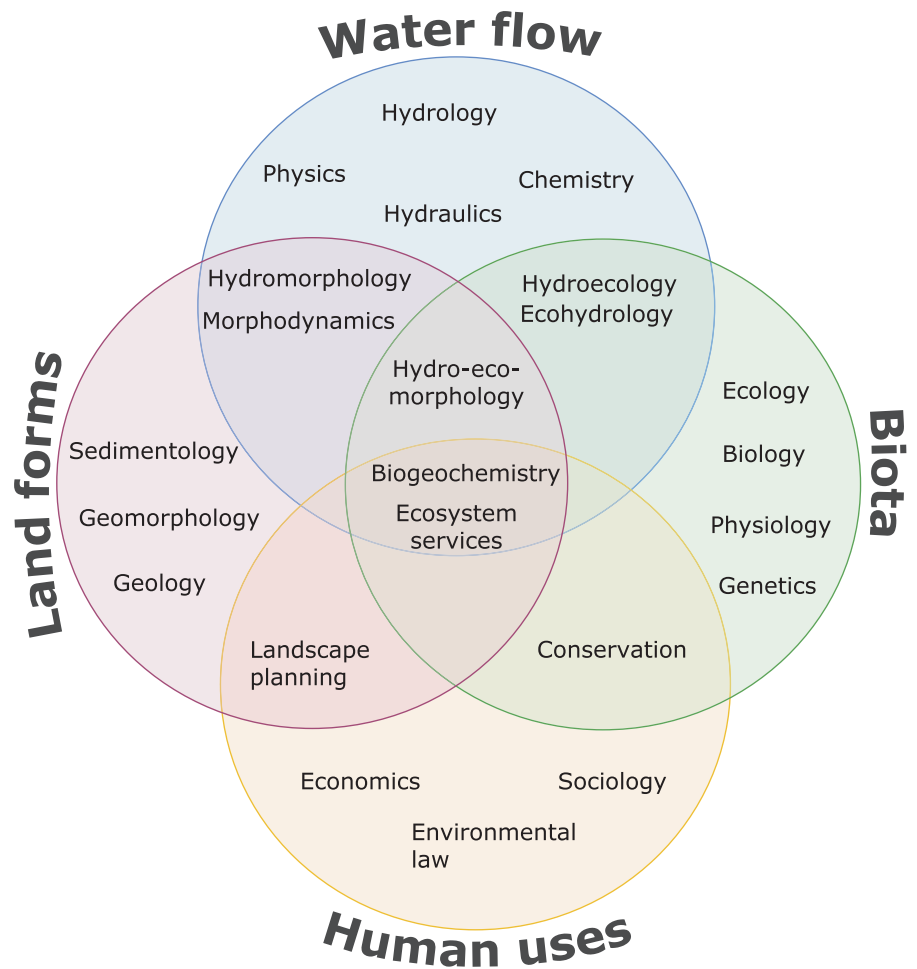 Water flow
Hydrology
Physics
Chemistry
Hydraulics
Hydromorphology
Morphodynamics
Hydroecology
Ecohydrology
Hydro-eco-
morphology
Land forms
Sedimentology
Geomorphology
Geology
Biogeochemistry
Ecosystem
services
Ecology
Biology
Physiology
Genetics
Biota
Landscape
planning
Conservation
Economics
Sociology
Environmental
law
Human uses